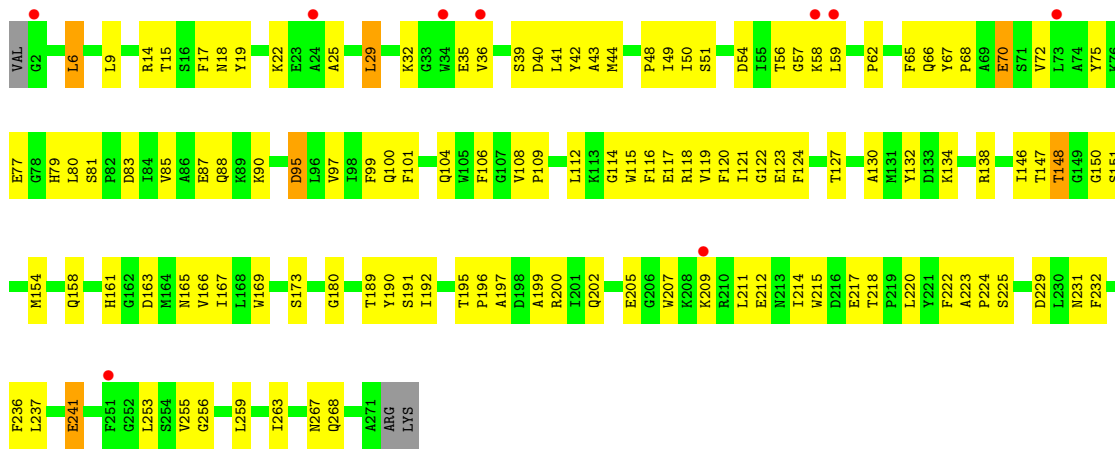 VAL G2 L6 L9 R14 T15 S16 F17 N18 Y19 K22 E23 A24 A25 L29 K32 G33 W34 E35 V36 S39 D40 L41 Y42 A43 M44 P48 I49 I50 S51 D54 I55 T56 G57 K58 L59 P62 F65 Q66 Y67 P68 A69 E70 S71 V72 L73 A74 Y75 K76
E77 G78 H79 L80 S81 P82 D83 I84 V85 A86 E87 Q88 K89 K90 D95 L96 V97 I98 F99 Q100 F101 Q104 W105 F106 G107 V108 P109 L112 K113 G114 W115 F116 E117 R118 V119 F120 I121 G122 E123 F124 T127 A130 M131 Y132 D133 K134 R138 I146 T147 T148 G149 G150 S151
M154 Q158 H161 G162 D163 M164 N165 V166 I167 L168 W169 S173 G180 T189 Y190 S191 I192 T195 P196 A197 D198 A199 R200 I201 Q202 E205 G206 W207 K208 K209 R210 L211 E212 N213 I214 W215 D216 E217 T218 P219 L220 Y221 F222 A223 P224 S225 D229 L230 N231 F232
F236 L237 E241 F251 G252 L253 S254 V255 G256 L259 I263 N267 Q268 A271 ARG LYS